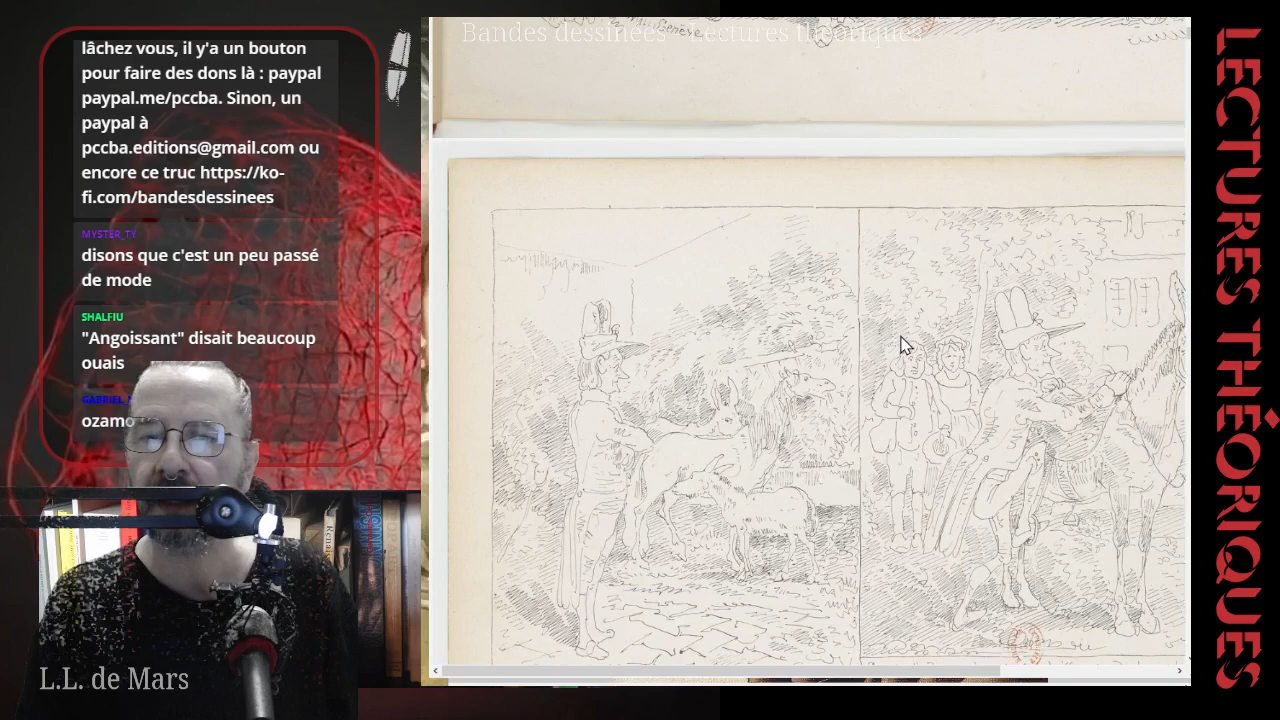 lâchez vous, il y'a un bouton
pour faire des dons là : paypal
paypal.me/pccba. Sinon, un
paypal à
pccba.editions@gmail.com ou
encore ce truc https://ko-
fi.com/bandesdessinees
MYSTER_TY
disons que c'est un peu passé
de mode
SHALFIU
"Angoissant" disait beaucoup
ouais
L.L. de Mars
Bandes dessinées - Lectures théoriques
LECTURES THÉORIQUES